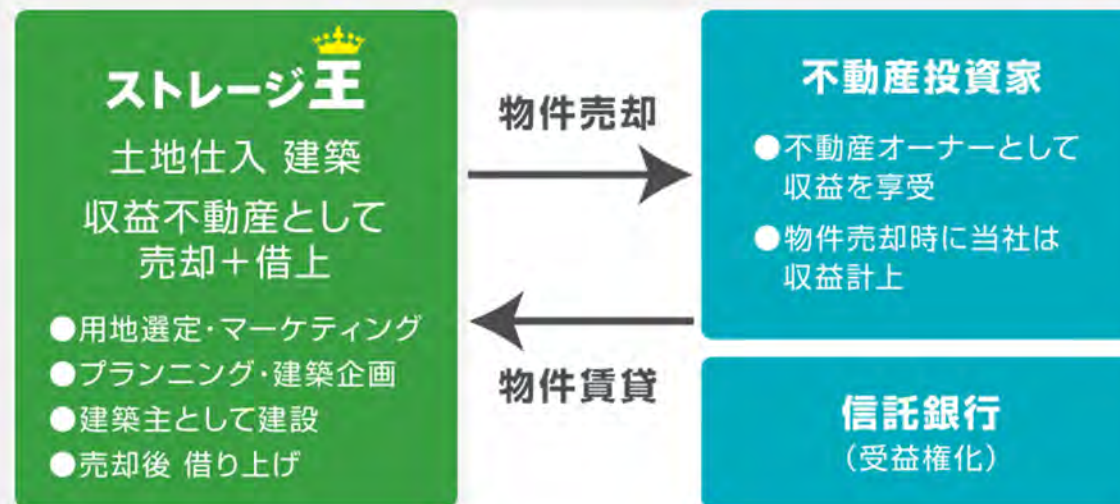 ストレージ王
土地仕入 建築
収益不動産として
売却＋借上
●用地選定・マーケティング
●プランニング・建築企画
●建築主として建設
●売却後 借り上げ
物件売却
物件賃貸
不動産投資家
●不動産オーナーとして
収益を享受
●物件売却時に当社は
収益計上
信託銀行
（受益権化）